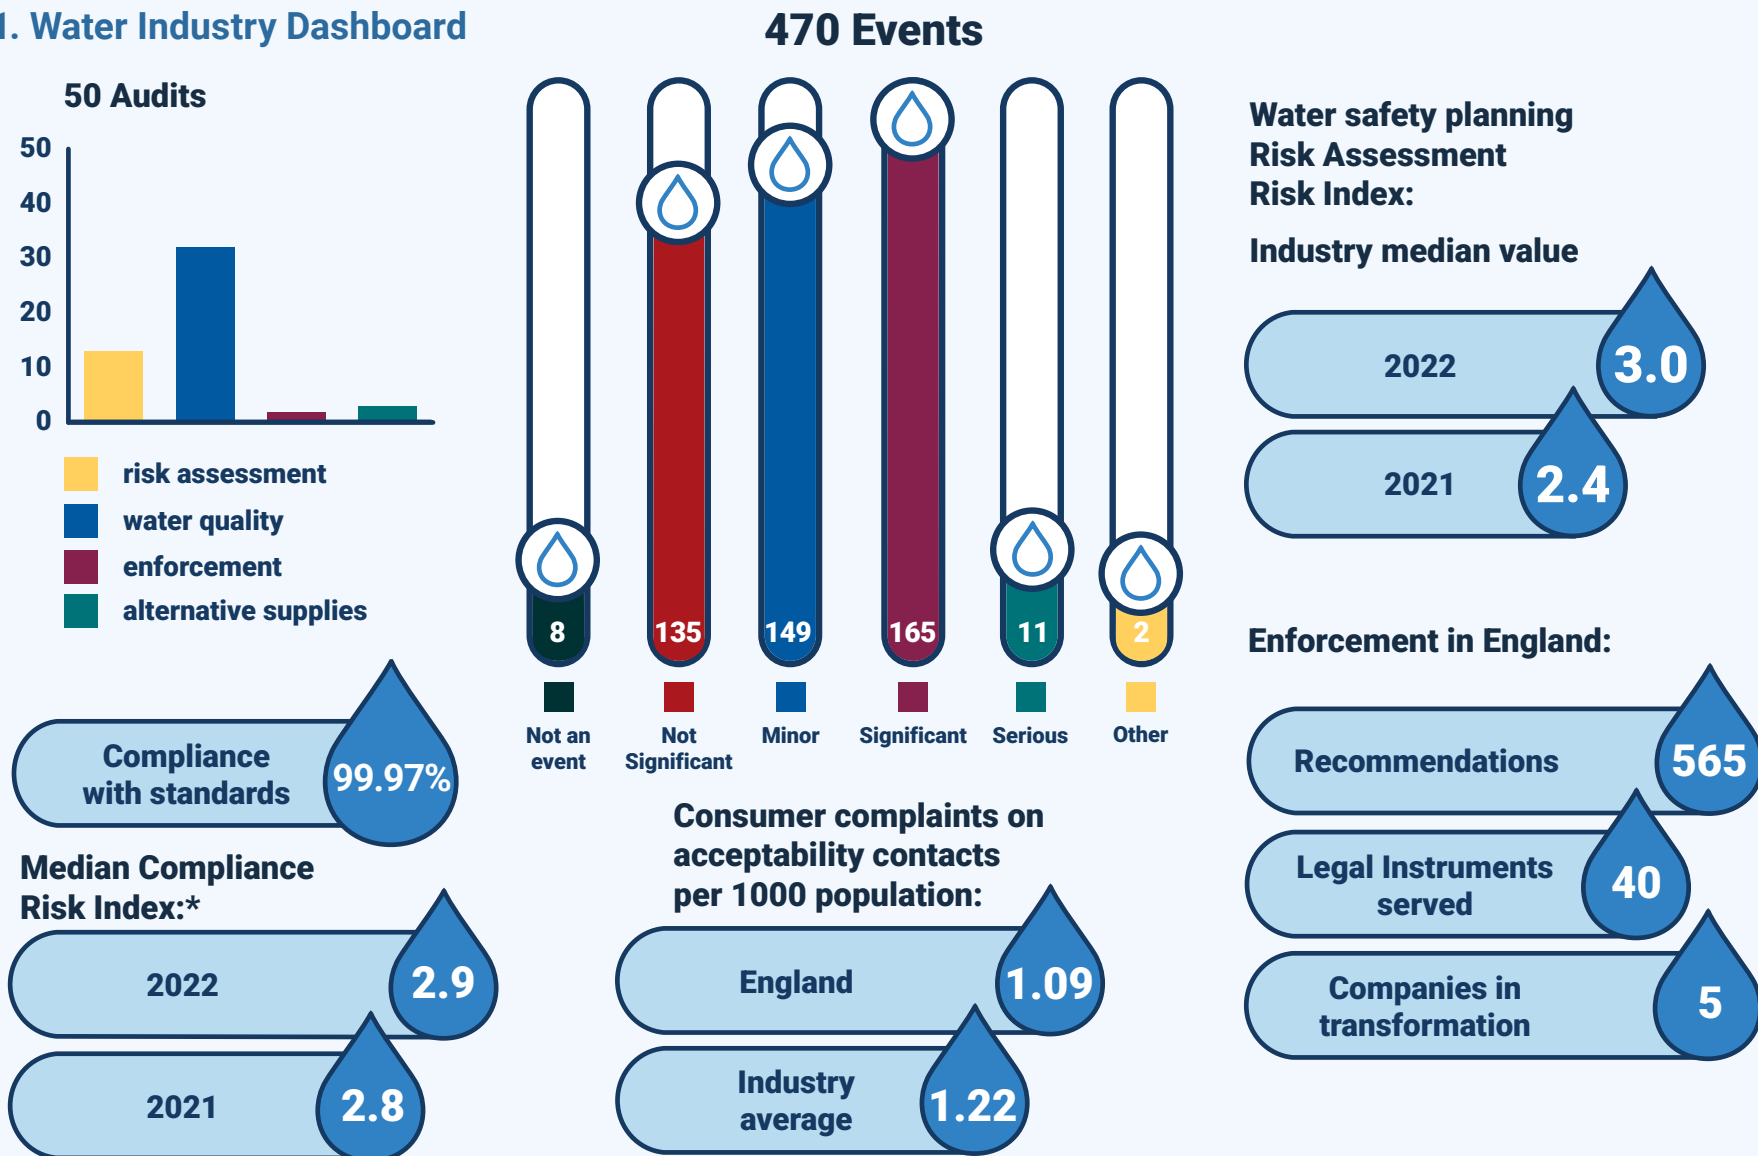 1. Water Industry Dashboard
470 Events
50 Audits
50
40
30
20
10
0
risk assessment
water quality
enforcement
alternative supplies
8
135
149
165
11
2
Not an
event
Not
Significant
Minor
Significant
Serious
Other
Water safety planning
Risk Assessment
Risk Index:
Industry median value
2022
3.0
2021
2.4
Compliance
with standards
99.97%
Median Compliance
Risk Index:*
2022
2.9
2021
2.8
Consumer complaints on
acceptability contacts
per 1000 population:
England
1.09
Industry
average
1.22
Enforcement in England:
Recommendations
565
Legal Instruments
served
40
Companies in
transformation
5